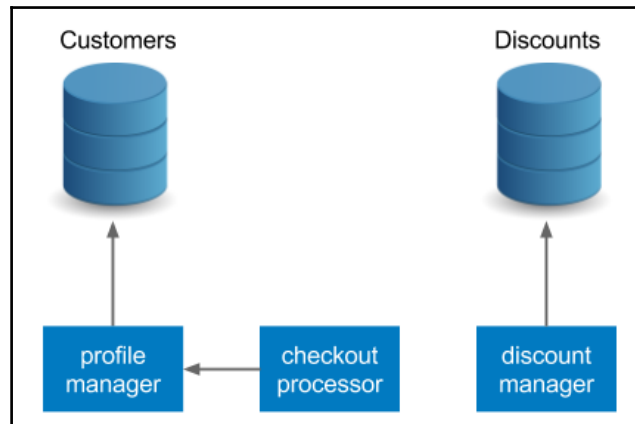 Customers
Discounts
profile
manager
checkout
processor
discount
manager